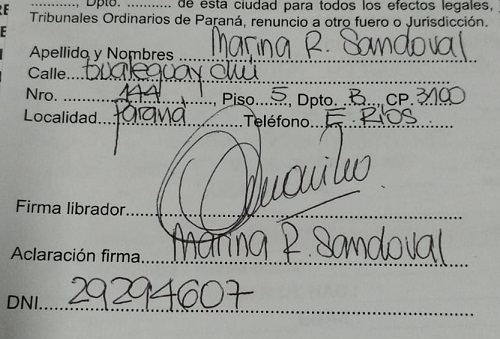 ............, Dpto. ........... de esta ciudad para todos los efectos legales,
Tribunales Ordinarios de Paraná, renuncio a otro fuero o Jurisdicción.
Apellido y Nombres Marina R. Sandoval
Calle Gualeguaychú
Nro. 144, Piso 5, Dpto. B, CP. 3100
Localidad Paraná Teléfono E. Ríos
Firma librador
Aclaración firma Marina R. Sandoval
DNI 29294607